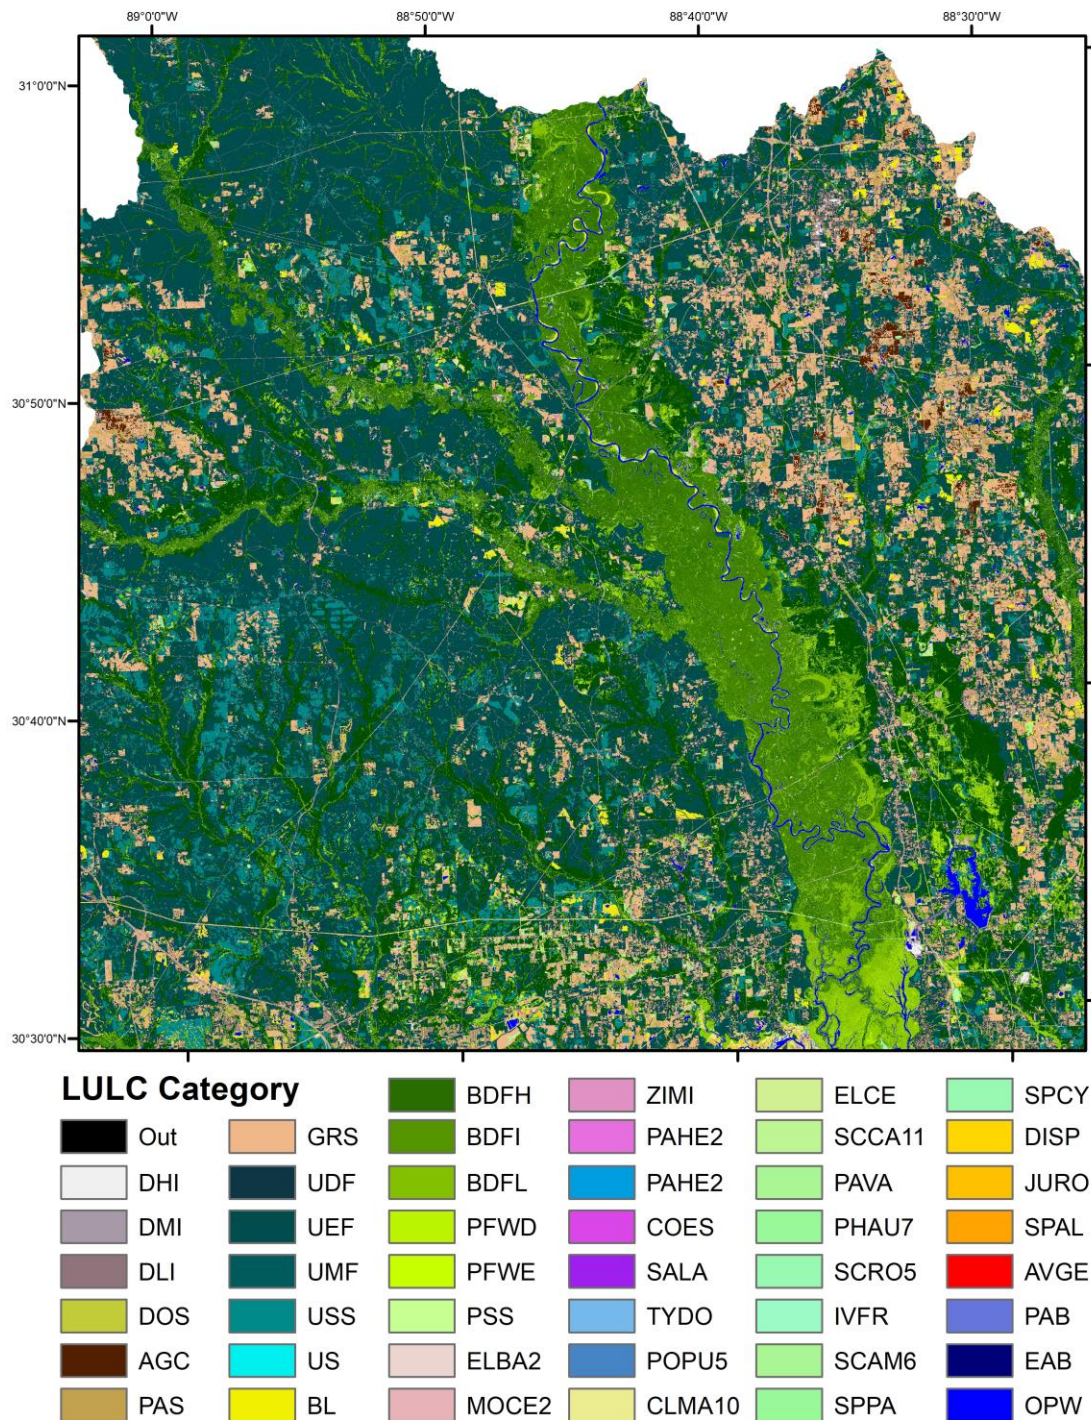 89°0'0"W 88°50'0"W 88°40'0"W 88°30'0"W
31°0'0"N
30°50'0"N
30°40'0"N
30°30'0"N
LULC Category
BDFH ZIMI ELCE SPCY
Out GRS BDFI PAHE2 SCCA11 DISP
DHI UDF BDFL PAHE2 PAVA JURO
DMI UEF PFWD COES PHAU7 SPAL
DLI UMF PFWE SALA SCRO5 AVGE
DOS USS PSS TYDO IVFR PAB
AGC US ELBA2 POPU5 SCAM6 EAB
PAS BL MOCE2 CLMA10 SPPA OPW